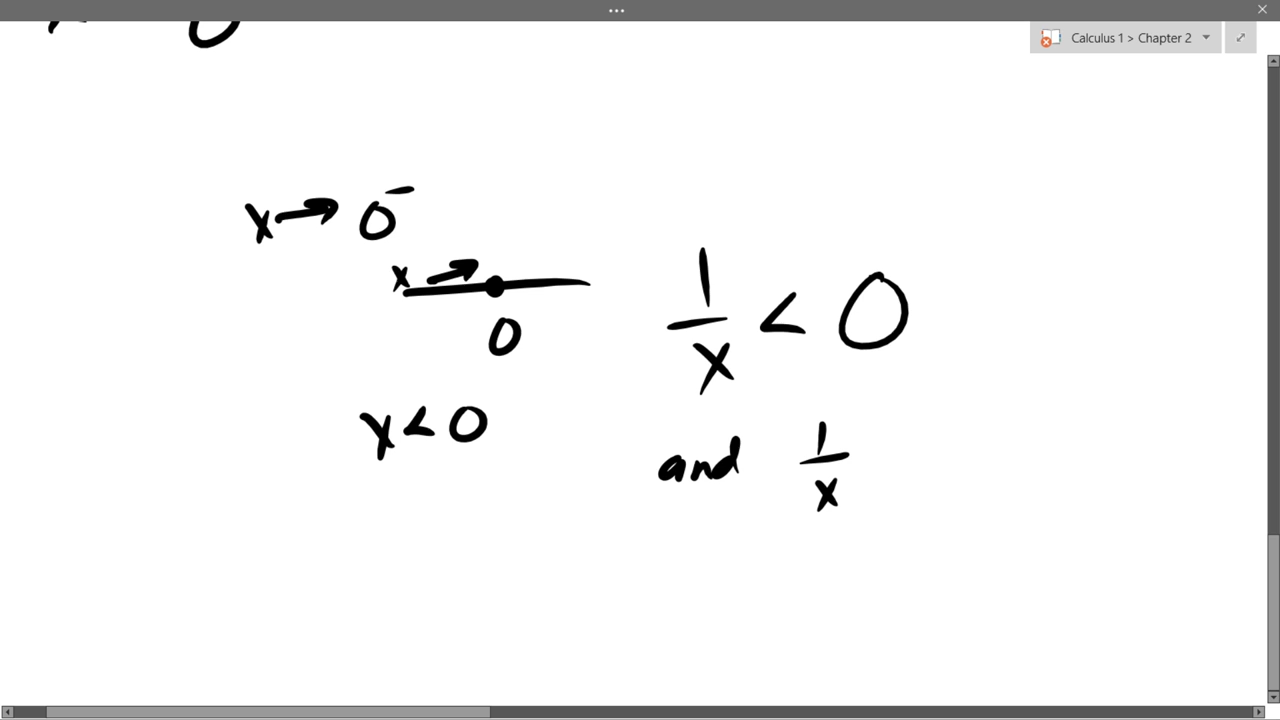 Calculus 1 > Chapter 2
x → 0⁻
x →
0
1/x < 0
x < 0
and 1/x